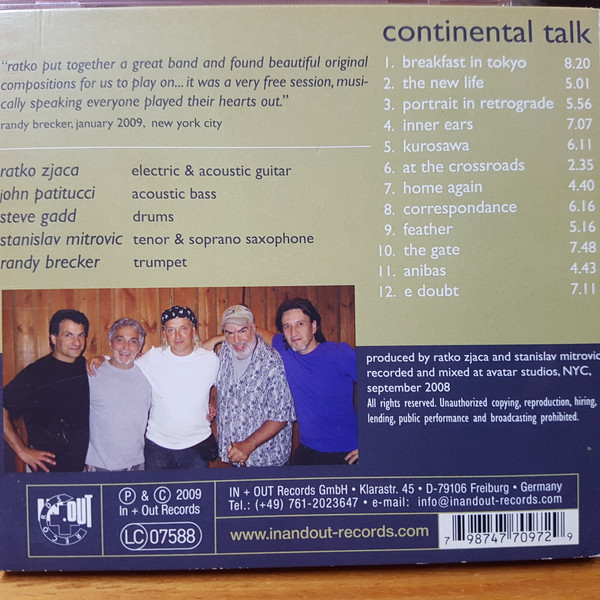 continental talk
"ratko put together a great band and found beautiful original
compositions for us to play on... it was a very free session, musi-
cally speaking everyone played their hearts out."
randy brecker, january 2009, new york city
ratko zjaca electric & acoustic guitar
john patitucci acoustic bass
steve gadd drums
stanislav mitrovic tenor & soprano saxophone
randy brecker trumpet
1. breakfast in tokyo 8.20
2. the new life 5.01
3. portrait in retrograde 5.56
4. inner ears 7.07
5. kurosawa 6.11
6. at the crossroads 2.35
7. home again 4.40
8. correspondance 6.16
9. feather 5.16
10. the gate 7.48
11. anibas 4.43
12. e doubt 7.11
produced by ratko zjaca and stanislav mitrovic
recorded and mixed at avatar studios, NYC,
september 2008
All rights reserved. Unauthorized copying, reproduction, hiring,
lending, public performance and broadcasting prohibited.
OUT
Ⓟ & © 2009
In + Out Records
LC 07588
IN + OUT Records GmbH • Klarastr. 45 • D-79106 Freiburg • Germany
Tel.: (+49) 761-2023647 • e-mail: info@inandout-records.com
www.inandout-records.com
7 98747 70972 9